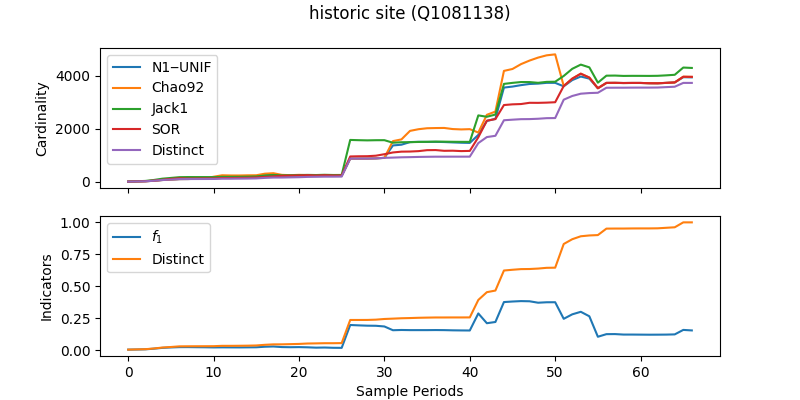 historic site (Q1081138)
Cardinality
4000
2000
0
N1−UNIF
Chao92
Jack1
SOR
Distinct
Indicators
1.00
0.75
0.50
0.25
0.00
f1
Distinct
0 10 20 30 40 50 60
Sample Periods